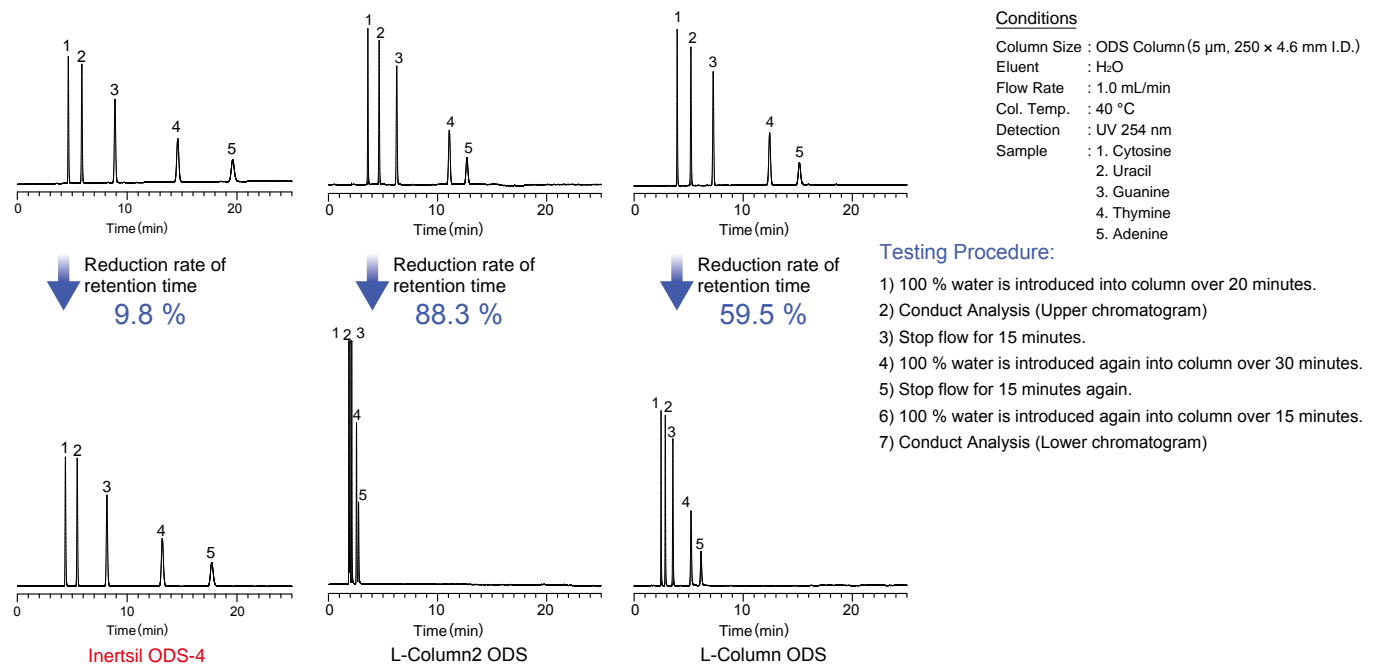 1
2
3
4
5
0
10
20
Time (min)
1
2
3
4
5
0
10
20
Time (min)
1
2
3
4
5
0
10
20
Time (min)
Conditions
Column Size : ODS Column (5 µm, 250 × 4.6 mm I.D.)
Eluent : H₂O
Flow Rate : 1.0 mL/min
Col. Temp. : 40 °C
Detection : UV 254 nm
Sample : 1. Cytosine
2. Uracil
3. Guanine
4. Thymine
5. Adenine
Reduction rate of
retention time
9.8 %
Reduction rate of
retention time
88.3 %
Reduction rate of
retention time
59.5 %
Testing Procedure:
1) 100 % water is introduced into column over 20 minutes.
2) Conduct Analysis (Upper chromatogram)
3) Stop flow for 15 minutes.
4) 100 % water is introduced again into column over 30 minutes.
5) Stop flow for 15 minutes again.
6) 100 % water is introduced again into column over 15 minutes.
7) Conduct Analysis (Lower chromatogram)
1 2
3
4
5
0
10
20
Time (min)
Inertsil ODS-4
1 2 3
4
5
0
10
20
Time (min)
L-Column2 ODS
1 2
3
4
5
0
10
20
Time (min)
L-Column ODS